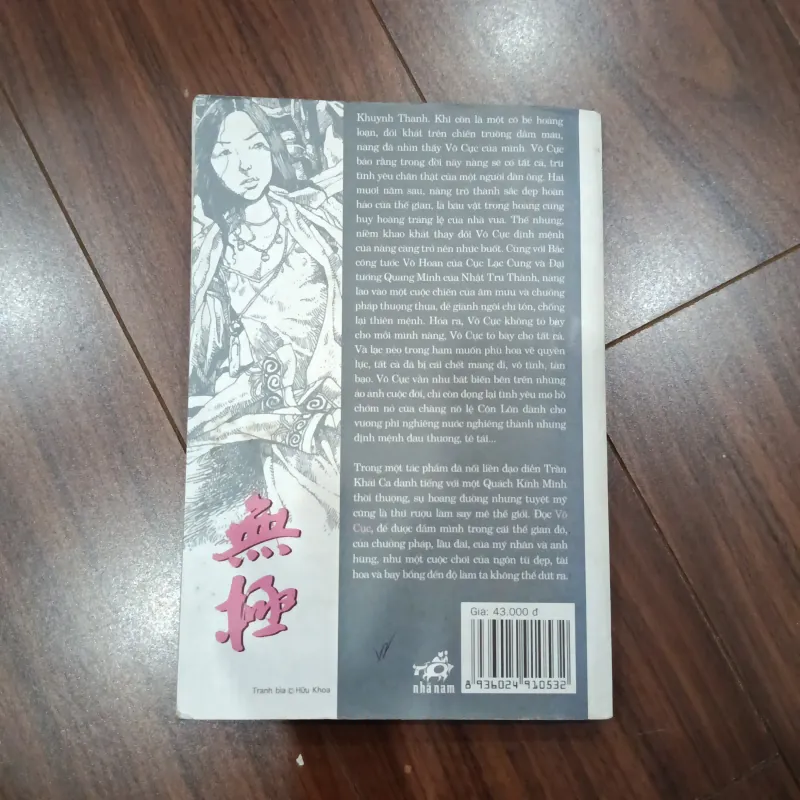 Khuynh Thành. Khi còn là một cô bé hoảng
loạn, đói khát trên chiến trường đẫm máu,
nàng đã nhìn thấy Vô Cực của mình. Vô Cực
bảo rằng trong đời này nàng sẽ có tất cả, trừ
tình yêu chân thật của một người đàn ông. Hai
mươi năm sau, nàng trở thành sắc đẹp hoàn
hảo của thế gian, là báu vật trong hoàng cung
huy hoàng tráng lệ của nhà vua. Thế nhưng,
niềm khao khát thay đổi Vô Cực định mệnh
của nàng càng trở nên nhức buốt. Cùng với Bắc
công tước Vô Hoan của Cực Lạc Cung và Đại
tướng Quang Minh của Nhật Trú Thành, nàng
lao vào một cuộc chiến của âm mưu và chưởng
pháp thượng thừa, để giành ngôi chí tôn, chống
lại thiên mệnh. Hóa ra, Vô Cực không tỏ bày
cho mỗi mình nàng, Vô Cực tỏ bày cho tất cả.
Và lạc nẻo trong ham muốn phù hoa về quyền
lực, tất cả đã bị cái chết mang đi, vô tình, tàn
bạo. Vô Cực vẫn như bất biến bên trên những
ảo ảnh cuộc đời, chỉ còn đọng lại tình yêu mơ hồ
chớm nở của chàng nô lệ Côn Lôn dành cho
vương phi nghiêng nước nghiêng thành nhưng
định mệnh đau thương, tê tái...
Trong một tác phẩm đã nối liền đạo diễn Trần
Khải Ca danh tiếng với một Quách Kính Minh
thời thượng, sự hoang đường nhưng tuyệt mỹ
cũng là thứ rượu làm say mê thế giới. Đọc Vô
Cực, để được đắm mình trong cái thế gian đó,
của chưởng pháp, lâu đài, của mỹ nhân và anh
hùng, như một cuộc chơi của ngôn từ đẹp, tài
hoa và bay bổng đến độ làm ta không thể dứt ra.
無
極
Tranh bìa © Hữu Khoa
nhã nam
Giá: 43.000 đ
8 936024 910532